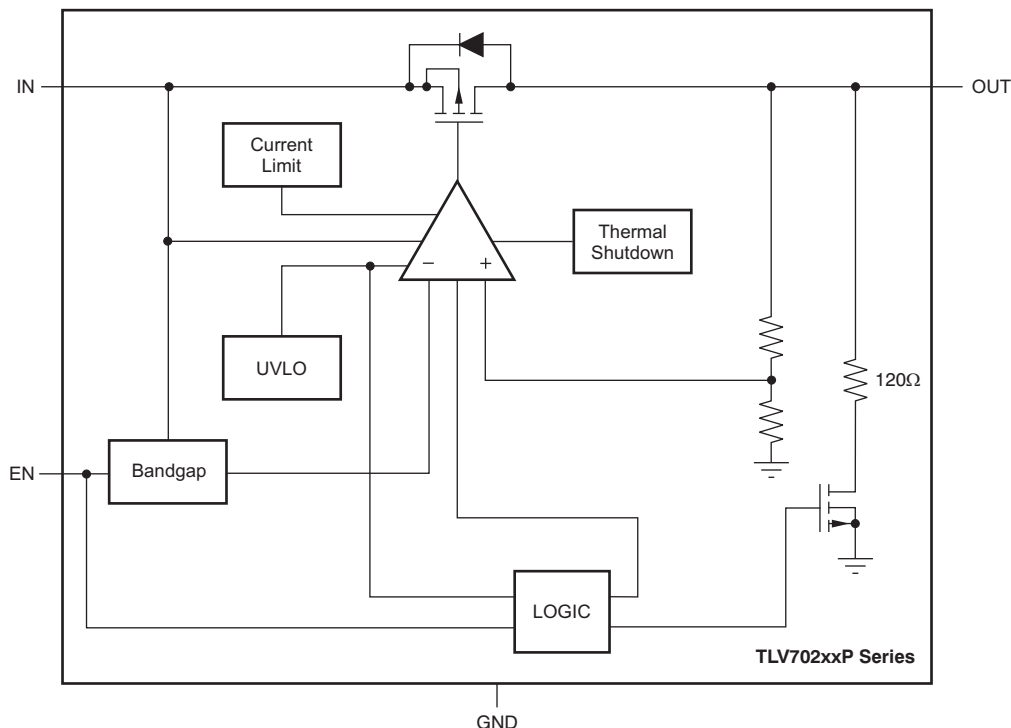 IN
OUT
Current
Limit
Thermal
Shutdown
−
+
UVLO
120Ω
EN
Bandgap
LOGIC
TLV702xxP Series
GND